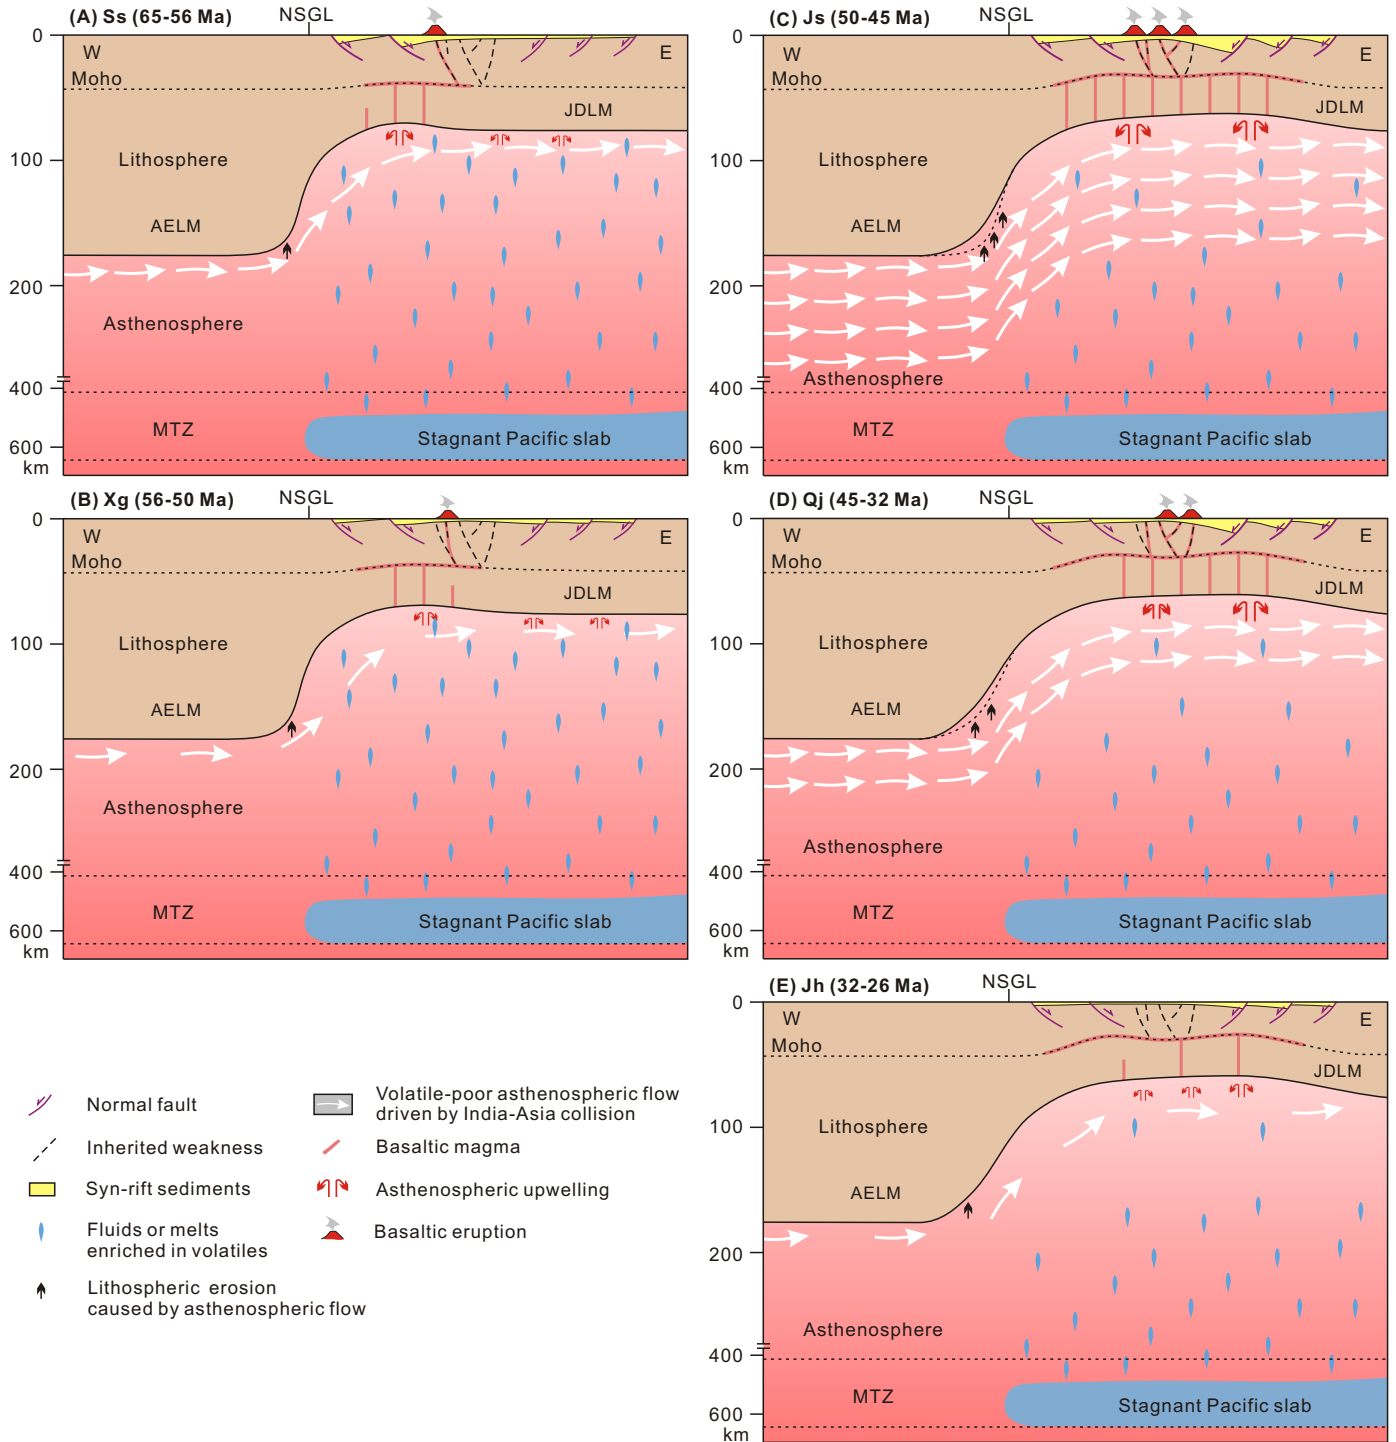 (A) Ss (65-56 Ma)
NSGL
0
W
E
Moho
JDLM
100
Lithosphere
AELM
200
Asthenosphere
400
MTZ
Stagnant Pacific slab
600
km
(B) Xg (56-50 Ma)
NSGL
0
W
E
Moho
JDLM
100
Lithosphere
AELM
200
Asthenosphere
400
MTZ
Stagnant Pacific slab
600
km
(C) Js (50-45 Ma)
NSGL
0
W
E
Moho
JDLM
100
Lithosphere
AELM
200
Asthenosphere
400
MTZ
Stagnant Pacific slab
600
km
(D) Qj (45-32 Ma)
NSGL
0
W
E
Moho
JDLM
100
Lithosphere
AELM
200
Asthenosphere
400
MTZ
Stagnant Pacific slab
600
km
(E) Jh (32-26 Ma)
NSGL
0
W
E
Moho
JDLM
100
Lithosphere
AELM
200
Asthenosphere
400
MTZ
Stagnant Pacific slab
600
km
Normal fault
Inherited weakness
Syn-rift sediments
Fluids or melts
enriched in volatiles
Lithospheric erosion
caused by asthenospheric flow
Volatile-poor asthenospheric flow
driven by India-Asia collision
Basaltic magma
Asthenospheric upwelling
Basaltic eruption